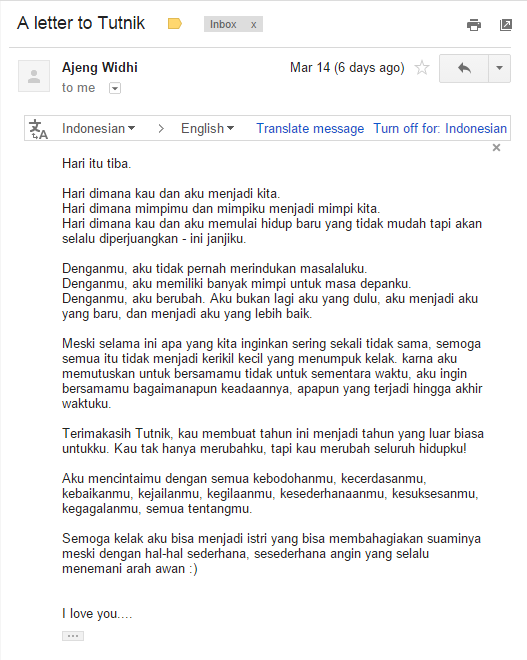 A letter to Tutnik
Inbox x
Ajeng Widhi
Mar 14 (6 days ago)
to me
Indonesian
English
Translate message
Turn off for: Indonesian
Hari itu tiba.
Hari dimana kau dan aku menjadi kita.
Hari dimana mimpimu dan mimpiku menjadi mimpi kita.
Hari dimana kau dan aku memulai hidup baru yang tidak mudah tapi akan
selalu diperjuangkan - ini janjiku.
Denganmu, aku tidak pernah merindukan masalaluku.
Denganmu, aku memiliki banyak mimpi untuk masa depanku.
Denganmu, aku berubah. Aku bukan lagi aku yang dulu, aku menjadi aku
yang baru, dan menjadi aku yang lebih baik.
Meski selama ini apa yang kita inginkan sering sekali tidak sama, semoga
semua itu tidak menjadi kerikil kecil yang menumpuk kelak. karna aku
memutuskan untuk bersamamu tidak untuk sementara waktu, aku ingin
bersamamu bagaimanapun keadaannya, apapun yang terjadi hingga akhir
waktuku.
Terimakasih Tutnik, kau membuat tahun ini menjadi tahun yang luar biasa
untukku. Kau tak hanya merubahku, tapi kau merubah seluruh hidupku!
Aku mencintaimu dengan semua kebodohanmu, kecerdasanmu,
kebaikanmu, kejailanmu, kegilaanmu, kesederhanaanmu, kesuksesanmu,
kegagalanmu, semua tentangmu.
Semoga kelak aku bisa menjadi istri yang bisa membahagiakan suaminya
meski dengan hal-hal sederhana, sesederhana angin yang selalu
menemani arah awan :)
I love you....